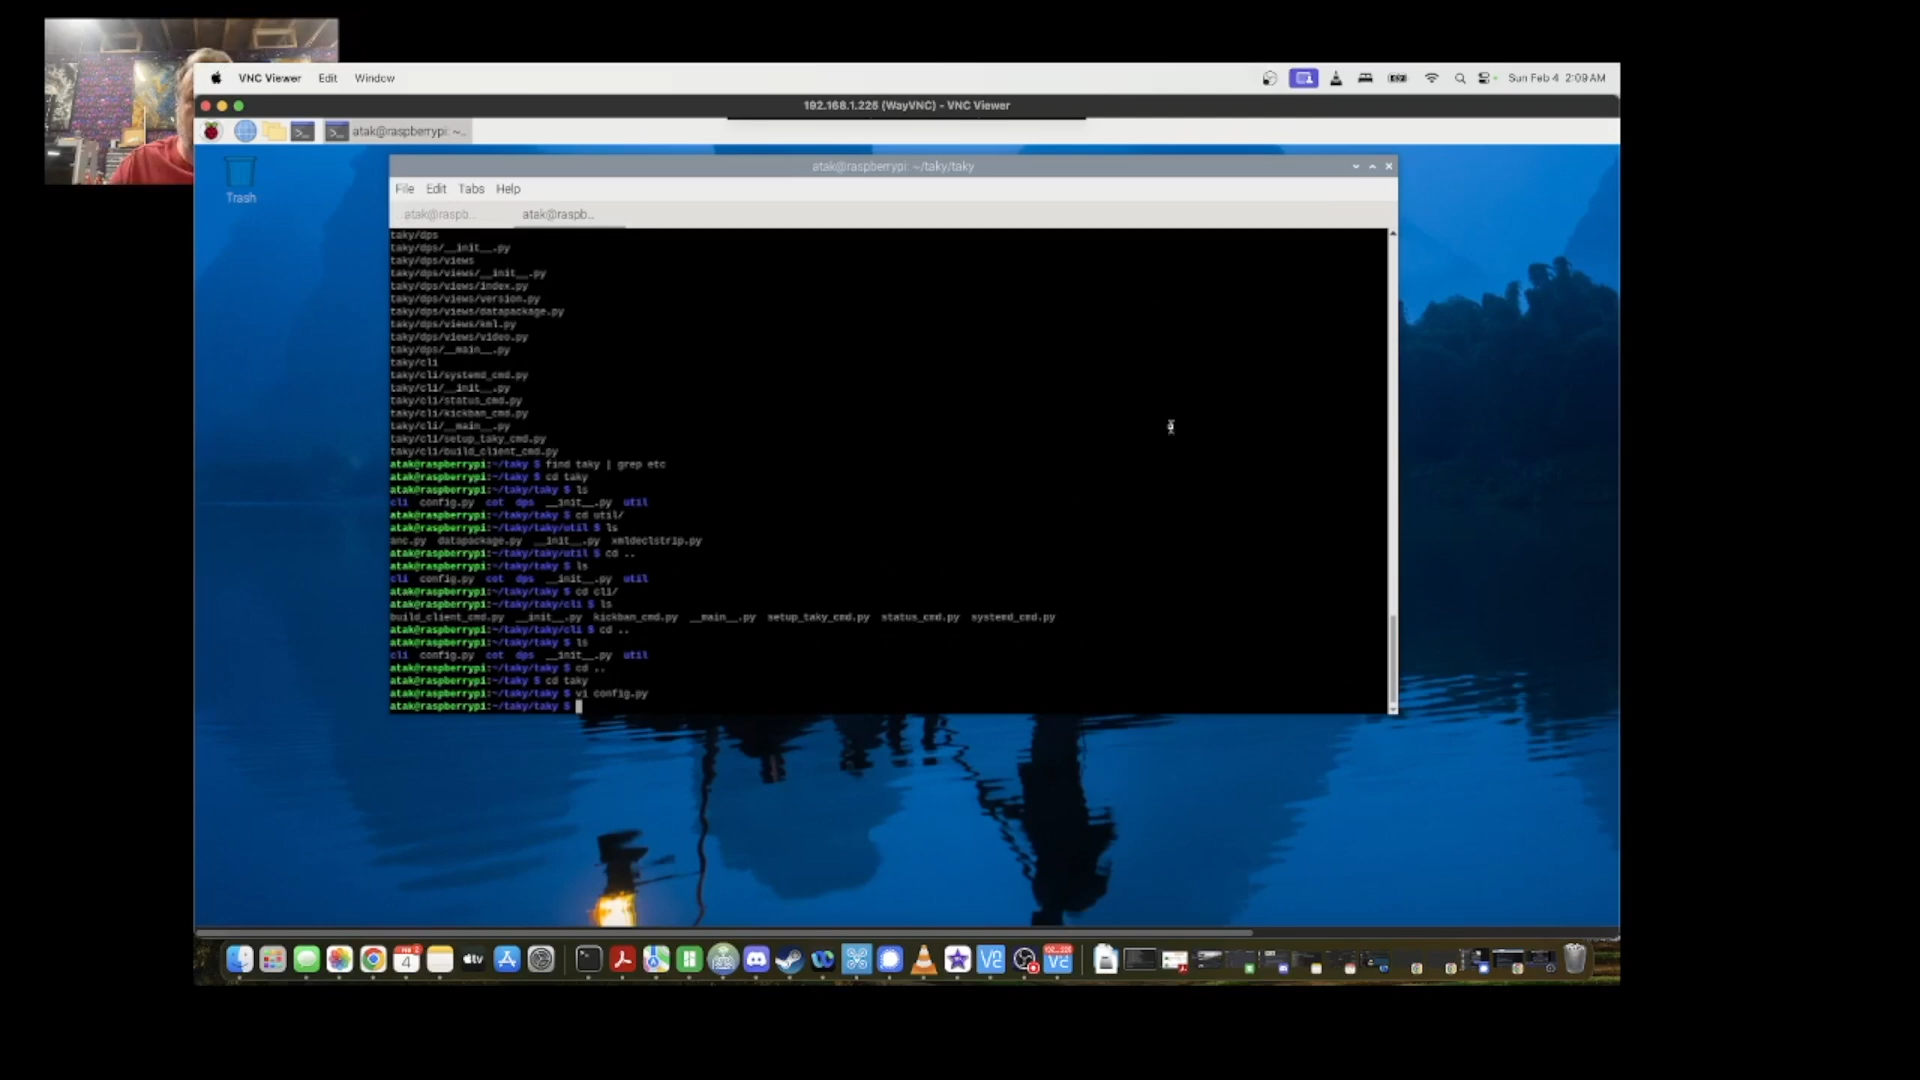 VNC Viewer Edit Window
Sun Feb 4 2:09 AM
192.168.1.225 (WayVNC) - VNC Viewer
atak@raspberrypi: ~..
Trash
atak@raspberrypi: ~/taky/taky
File Edit Tabs Help
atak@raspb... atak@raspb...
taky/dps
taky/dps/__init__.py
taky/dps/views
taky/dps/views/__init__.py
taky/dps/views/index.py
taky/dps/views/version.py
taky/dps/views/datapackage.py
taky/dps/views/kml.py
taky/dps/views/video.py
taky/dps/__main__.py
taky/cli
taky/cli/systemd_cmd.py
taky/cli/__init__.py
taky/cli/status_cmd.py
taky/cli/kickban_cmd.py
taky/cli/__main__.py
taky/cli/setup_taky_cmd.py
taky/cli/build_client_cmd.py
atak@raspberrypi:~/taky $ find taky | grep etc
atak@raspberrypi:~/taky $ cd taky
atak@raspberrypi:~/taky/taky $ ls
cli config.py cot dps __init__.py util
atak@raspberrypi:~/taky/taky $ cd util/
atak@raspberrypi:~/taky/taky/util $ ls
anc.py datapackage.py __init__.py xmldeclstrip.py
atak@raspberrypi:~/taky/taky/util $ cd ..
atak@raspberrypi:~/taky/taky $ ls
cli config.py cot dps __init__.py util
atak@raspberrypi:~/taky/taky $ cd cli/
atak@raspberrypi:~/taky/taky/cli $ ls
build_client_cmd.py __init__.py kickban_cmd.py __main__.py setup_taky_cmd.py status_cmd.py systemd_cmd.py
atak@raspberrypi:~/taky/taky/cli $ cd ..
atak@raspberrypi:~/taky/taky $ ls
cli config.py cot dps __init__.py util
atak@raspberrypi:~/taky/taky $ cd ..
atak@raspberrypi:~/taky $ cd taky
atak@raspberrypi:~/taky/taky $ vi config.py
atak@raspberrypi:~/taky/taky $